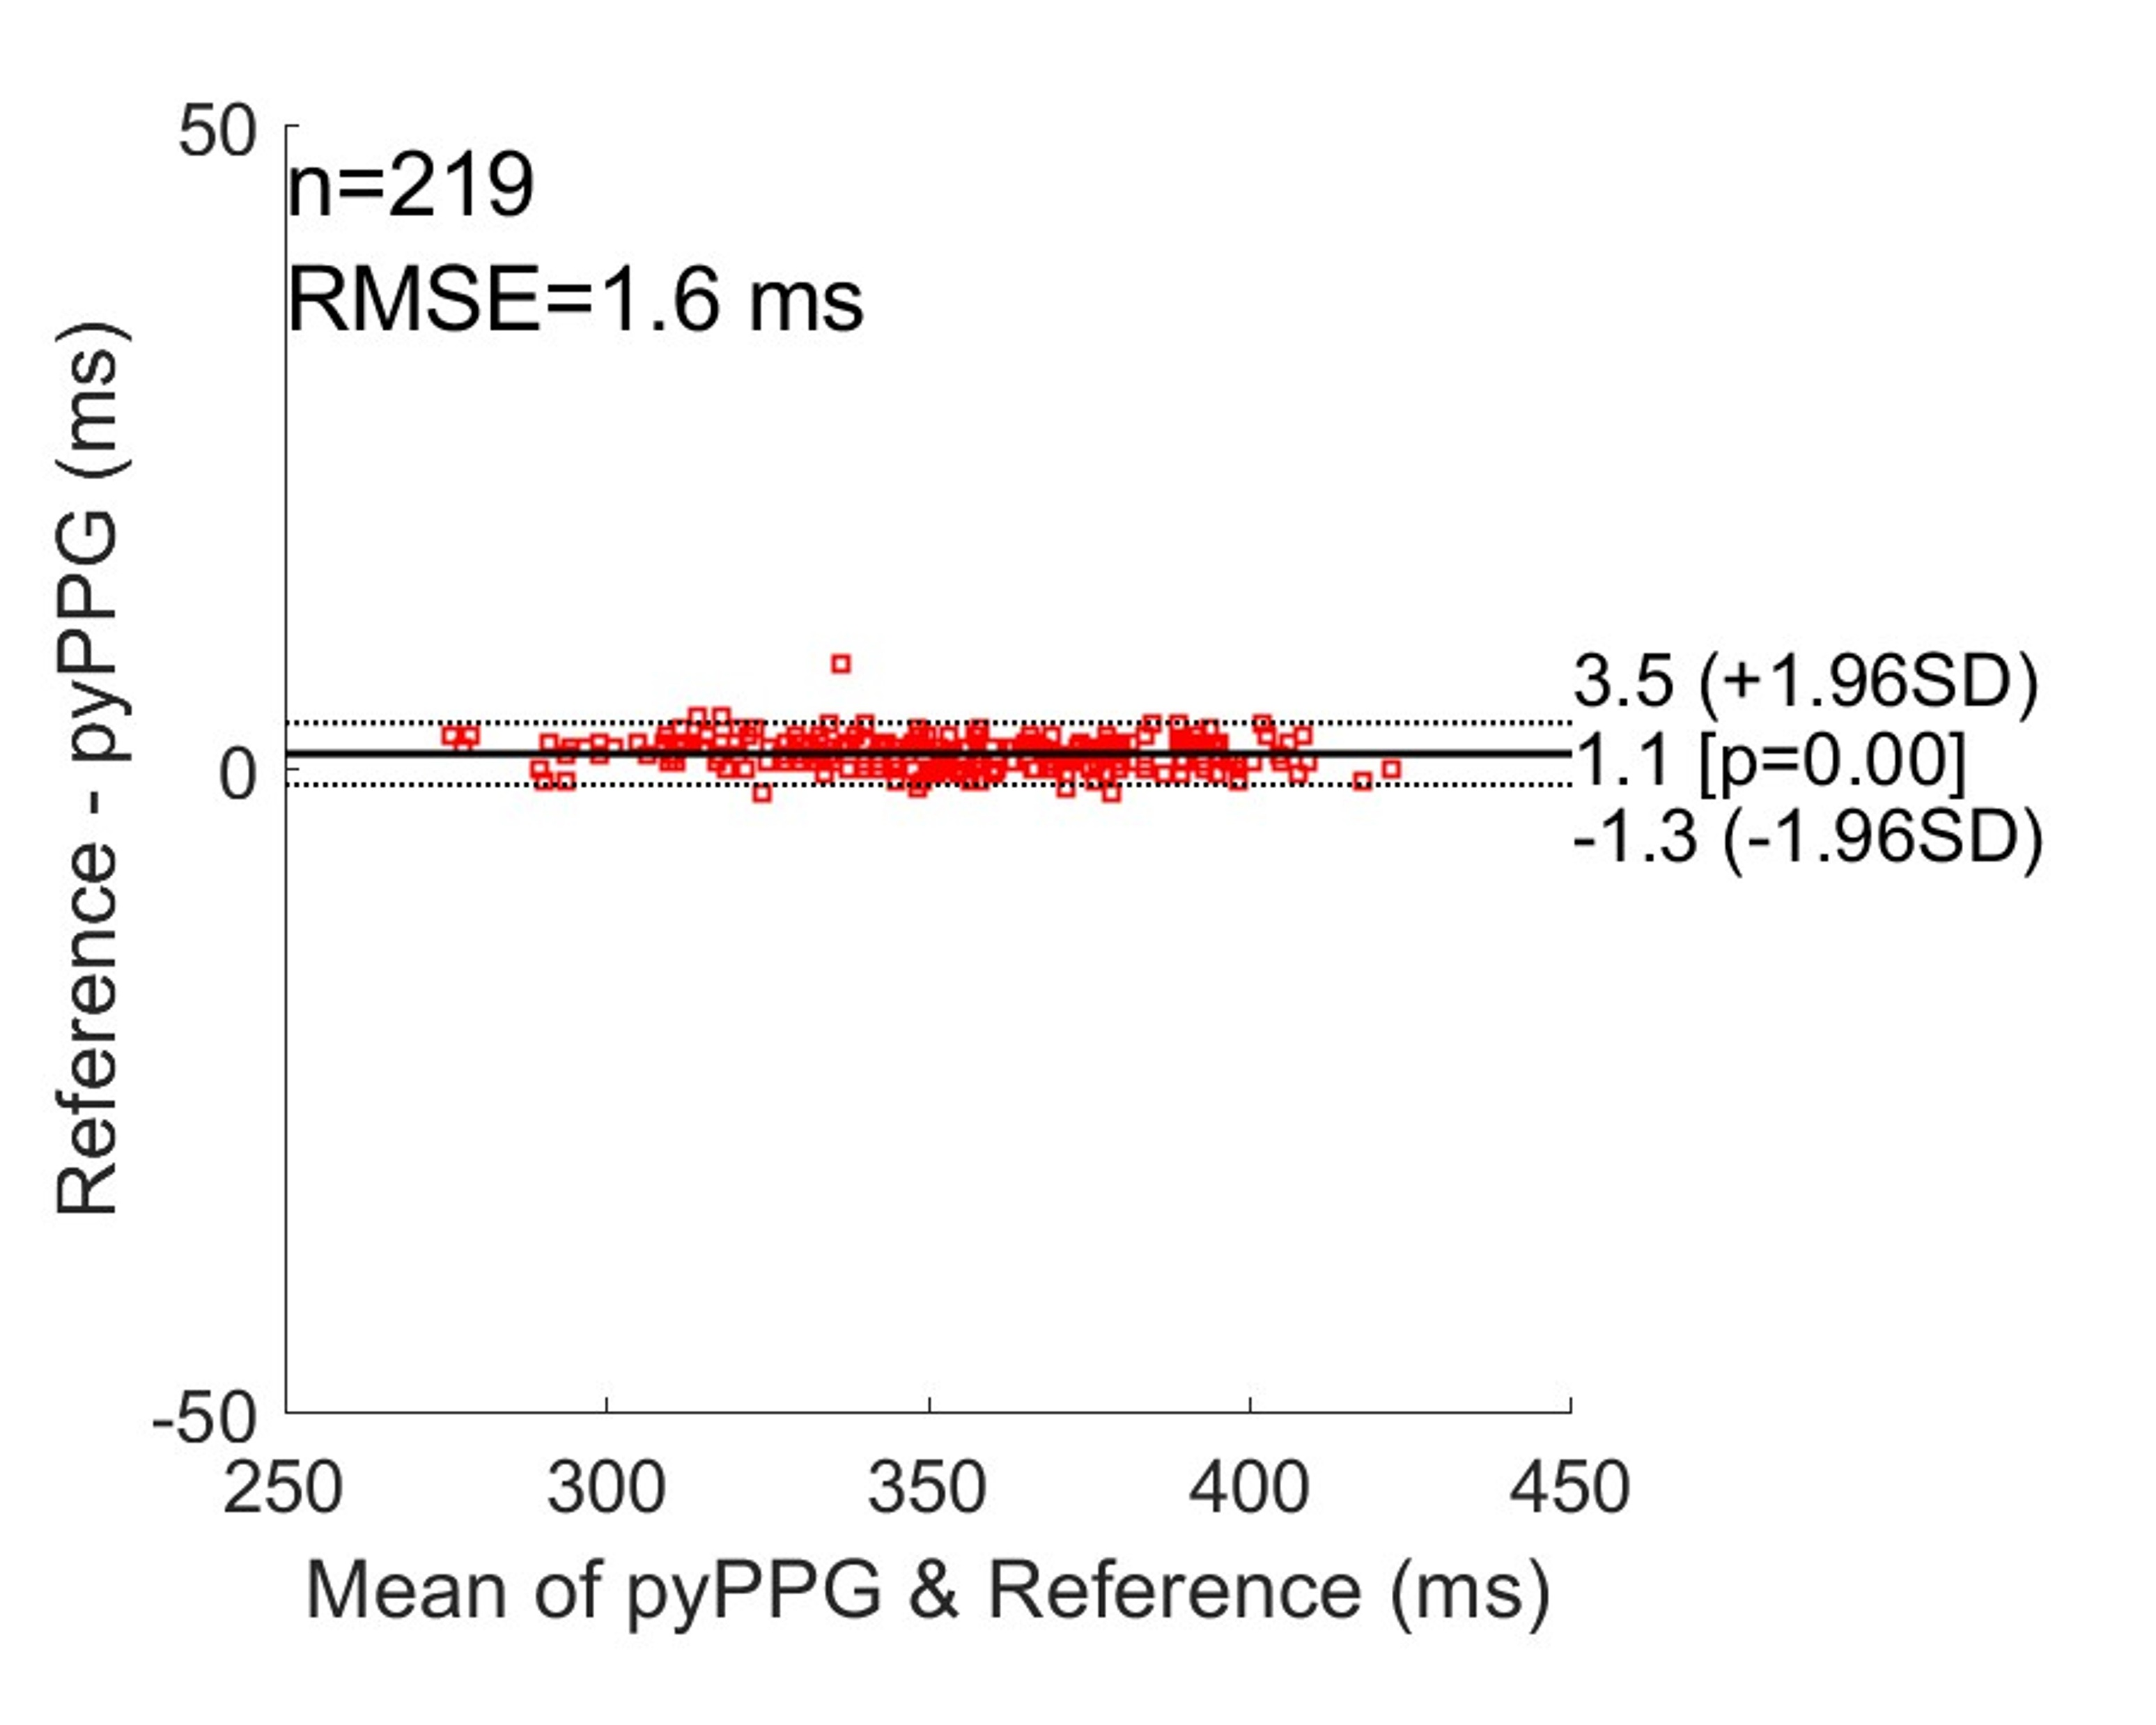 50
n=219
RMSE=1.6 ms
Reference - pyPPG (ms)
3.5 (+1.96SD)
0
1.1 [p=0.00]
-1.3 (-1.96SD)
-50
250 300 350 400 450
Mean of pyPPG & Reference (ms)